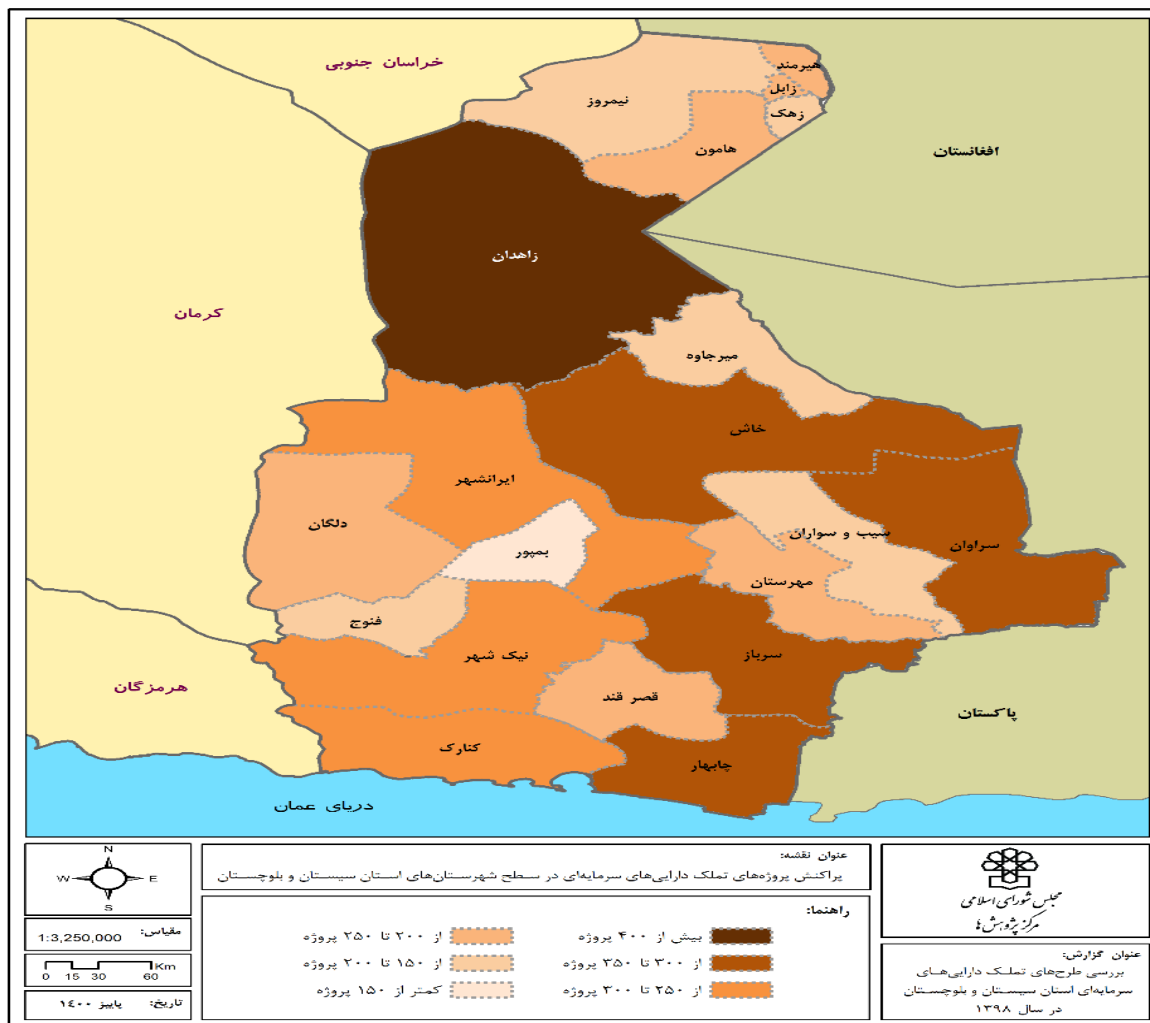 خراسان جنوبی
هیرمند
زابل
نیمروز
زهک
هامون
افغانستان
زاهدان
کرمان
میرجاوه
خاش
ایرانشهر
دلگان
سیب و سواران
سراوان
بمپور
مهرستان
فنوج
نیک شهر
سرباز
هرمزگان
قصر قند
پاکستان
کنارک
چابهار
دریای عمان
N
W E
S
مقیاس: 1:3,250,000
0 15 30 60 Km
تاریخ: پاییز ۱۴۰۰
عنوان نقشه:
پراکنش پروژه‌های تملک دارایی‌های سرمایه‌ای در سطح شهرستان‌های استان سیستان و بلوچستان
راهنما:
بیش از ۴۰۰ پروژه
از ۳۰۰ تا ۳۵۰ پروژه
از ۲۵۰ تا ۳۰۰ پروژه
از ۲۰۰ تا ۲۵۰ پروژه
از ۱۵۰ تا ۲۰۰ پروژه
کمتر از ۱۵۰ پروژه
مجلس شورای اسلامی
مرکز پژوهش‌ها
عنوان گزارش:
بررسی طرح‌های تملک دارایی‌های
سرمایه‌ای استان سیستان و بلوچستان
در سال ۱۳۹۸